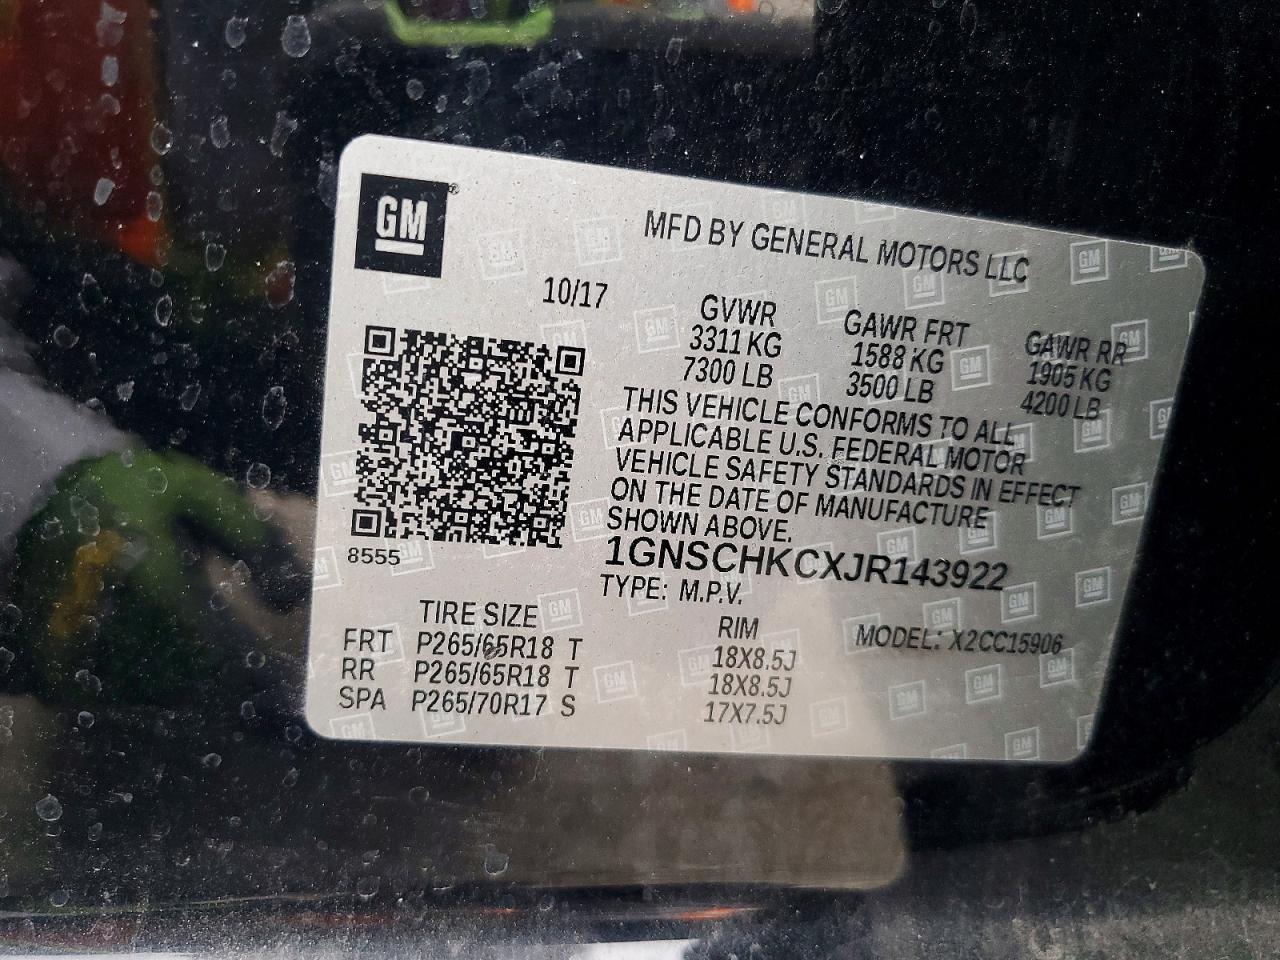 GM
MFD BY GENERAL MOTORS LLC
10/17
GVWR GAWR FRT GAWR RR
3311 KG 1588 KG 1905 KG
7300 LB 3500 LB 4200 LB
THIS VEHICLE CONFORMS TO ALL
APPLICABLE U.S. FEDERAL MOTOR
VEHICLE SAFETY STANDARDS IN EFFECT
ON THE DATE OF MANUFACTURE
SHOWN ABOVE.
8555
1GNSCHKCXJR143922
TYPE: M.P.V.
TIRE SIZE RIM MODEL: X2CC15906
FRT P265/65R18 T 18X8.5J
RR P265/65R18 T 18X8.5J
SPA P265/70R17 S 17X7.5J